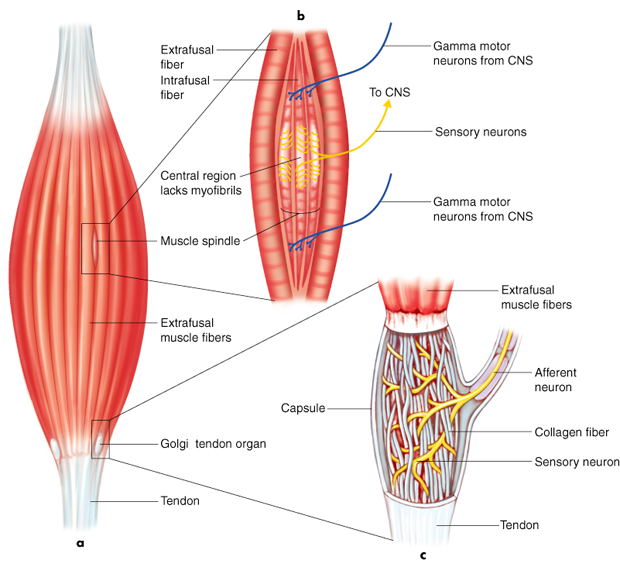 b
Extrafusal
fiber
Intrafusal
fiber
Gamma motor
neurons from CNS
To CNS
Sensory neurons
Central region
lacks myofibrils
Gamma motor
neurons from CNS
Muscle spindle
Extrafusal
muscle fibers
Extrafusal
muscle fibers
Afferent
neuron
Capsule
Collagen fiber
Golgi tendon organ
Sensory neuron
Tendon
Tendon
a
c